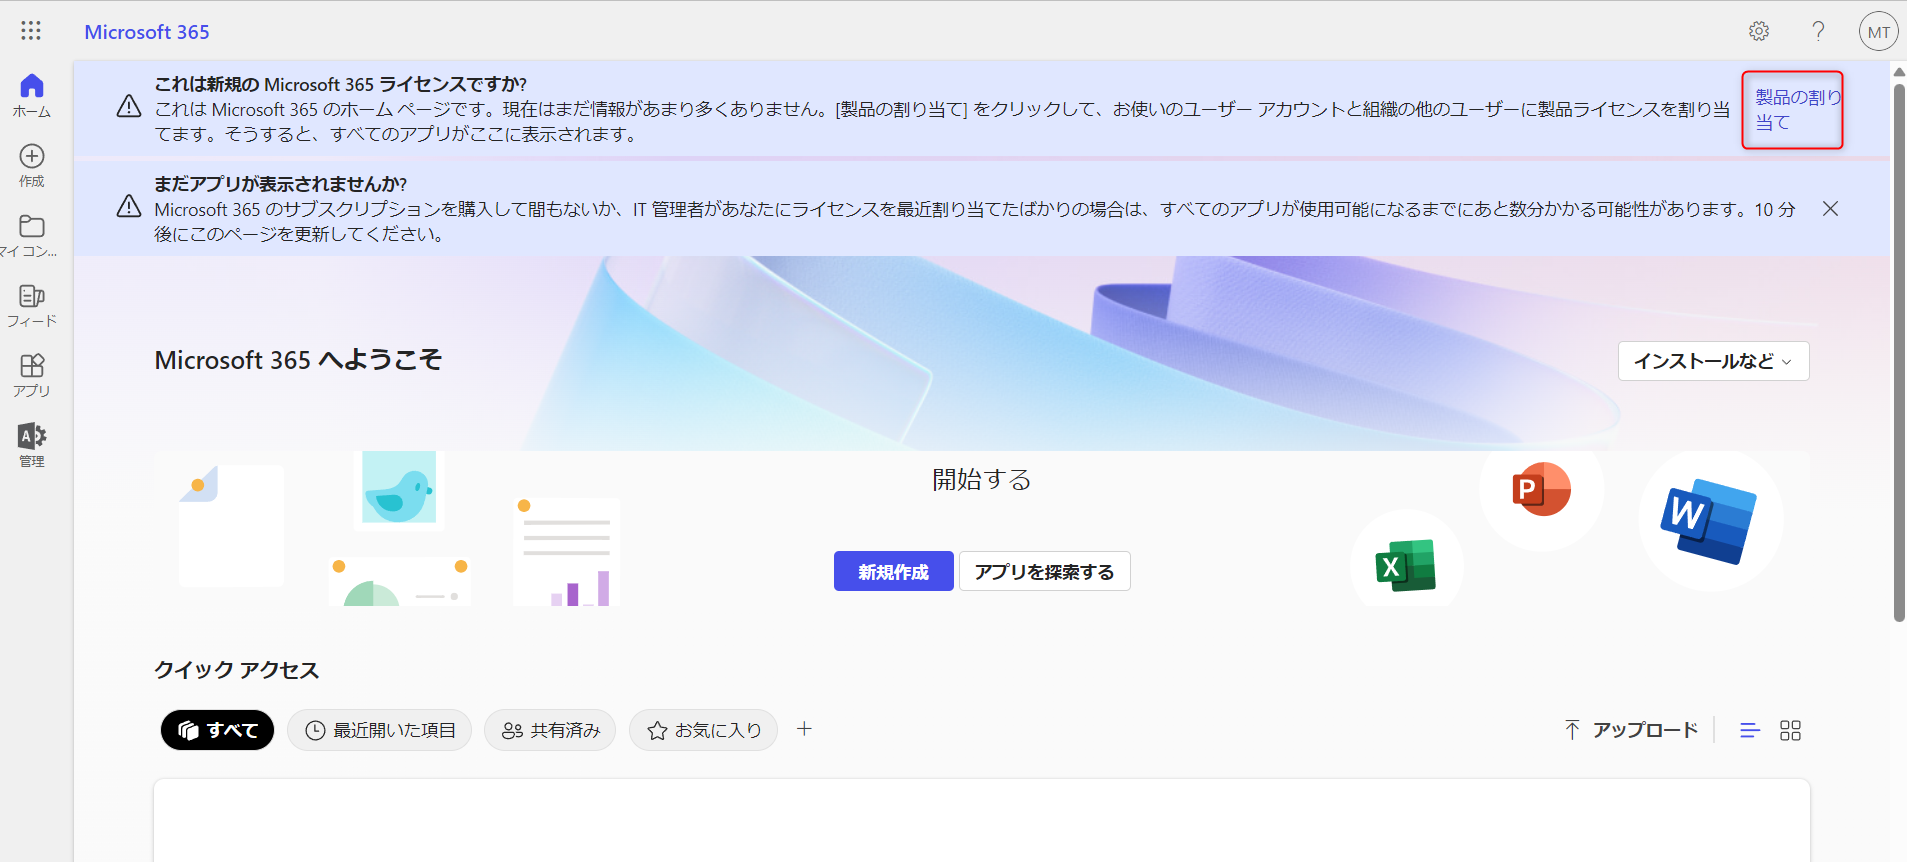 Microsoft 365
MT
ホーム
作成
マイ コン...
フィード
アプリ
管理
これは新規の Microsoft 365 ライセンスですか?
これは Microsoft 365 のホーム ページです。現在はまだ情報があまり多くありません。[製品の割り当て] をクリックして、お使いのユーザー アカウントと組織の他のユーザーに製品ライセンスを割り当
てます。そうすると、すべてのアプリがここに表示されます。
製品の割り
当て
まだアプリが表示されませんか?
Microsoft 365 のサブスクリプションを購入して間もないか、IT 管理者があなたにライセンスを最近割り当てたばかりの場合は、すべてのアプリが使用可能になるまでにあと数分かかる可能性があります。10 分
後にこのページを更新してください。
Microsoft 365 へようこそ
インストールなど
開始する
新規作成
アプリを探索する
P
W
X
クイック アクセス
すべて
最近開いた項目
共有済み
お気に入り
アップロード